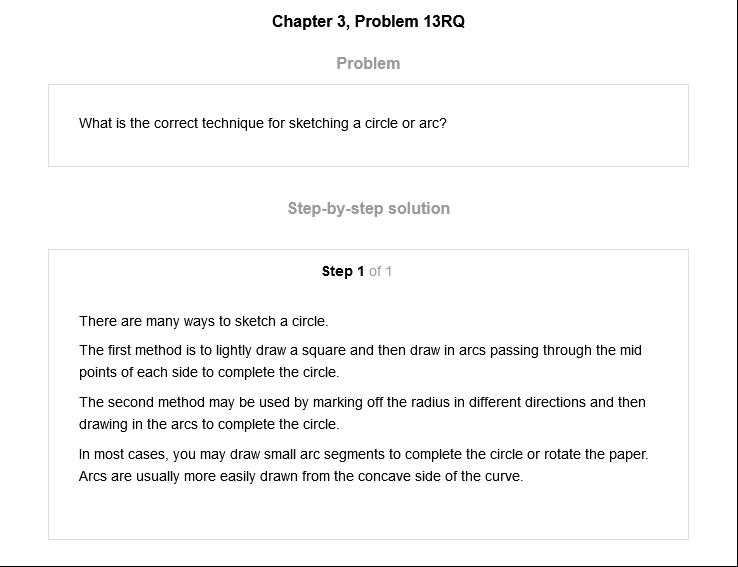 Chapter 3, Problem 13RQ
Problem
What is the correct technique for sketching a circle or arc?
Step-by-step solution
Step 1 of 1
There are many ways to sketch a circle.
The first method is to lightly draw a square and then draw in arcs passing through the mid
points of each side to complete the circle.
The second method may be used by marking off the radius in different directions and then
drawing in the arcs to complete the circle.
In most cases, you may draw small arc segments to complete the circle or rotate the paper.
Arcs are usually more easily drawn from the concave side of the curve.